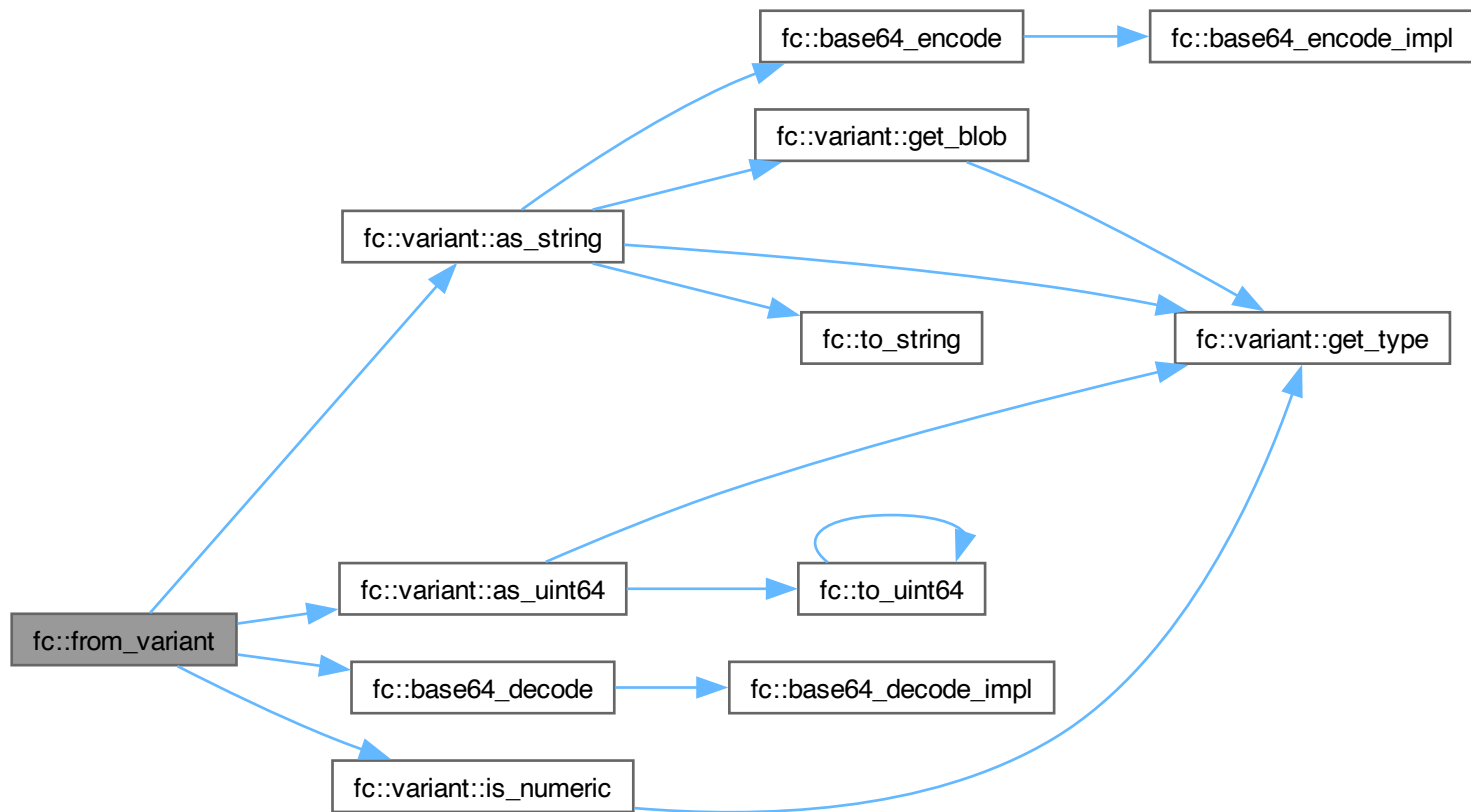 fc::base64_encode
fc::base64_encode_impl
fc::variant::get_blob
fc::variant::as_string
fc::to_string
fc::variant::get_type
fc::variant::as_uint64
fc::to_uint64
fc::from_variant
fc::base64_decode
fc::base64_decode_impl
fc::variant::is_numeric